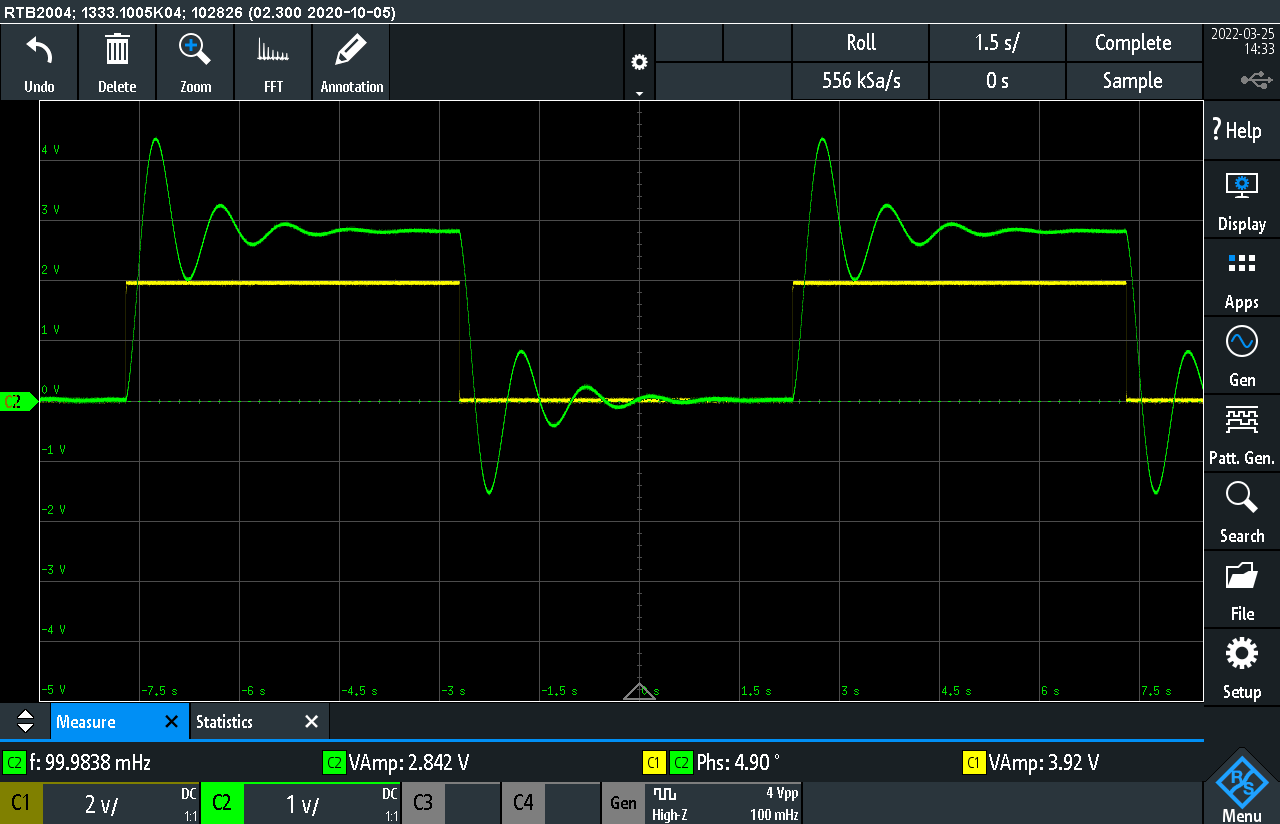 RTB2004; 1333.1005K04; 102826 (02.300 2020-10-05)
Undo
Delete
Zoom
FFT
Annotation
Roll
1.5 s/
Complete
556 kSa/s
0 s
Sample
2022-03-25
14:33
? Help
Display
Apps
Gen
Patt. Gen.
Search
File
Setup
4 V
3 V
2 V
1 V
0 V
-1 V
-2 V
-3 V
-4 V
-5 V
C2
-7.5 s
-6 s
-4.5 s
-3 s
-1.5 s
0 s
1.5 s
3 s
4.5 s
6 s
7.5 s
Measure
Statistics
C2 f: 99.9838 mHz
C2 VAmp: 2.842 V
C1 C2 Phs: 4.90 °
C1 VAmp: 3.92 V
C1 2 V/ DC 1:1
C2 1 V/ DC 1:1
C3
C4
Gen High-Z 4 Vpp 100 mHz
R&S
Menu